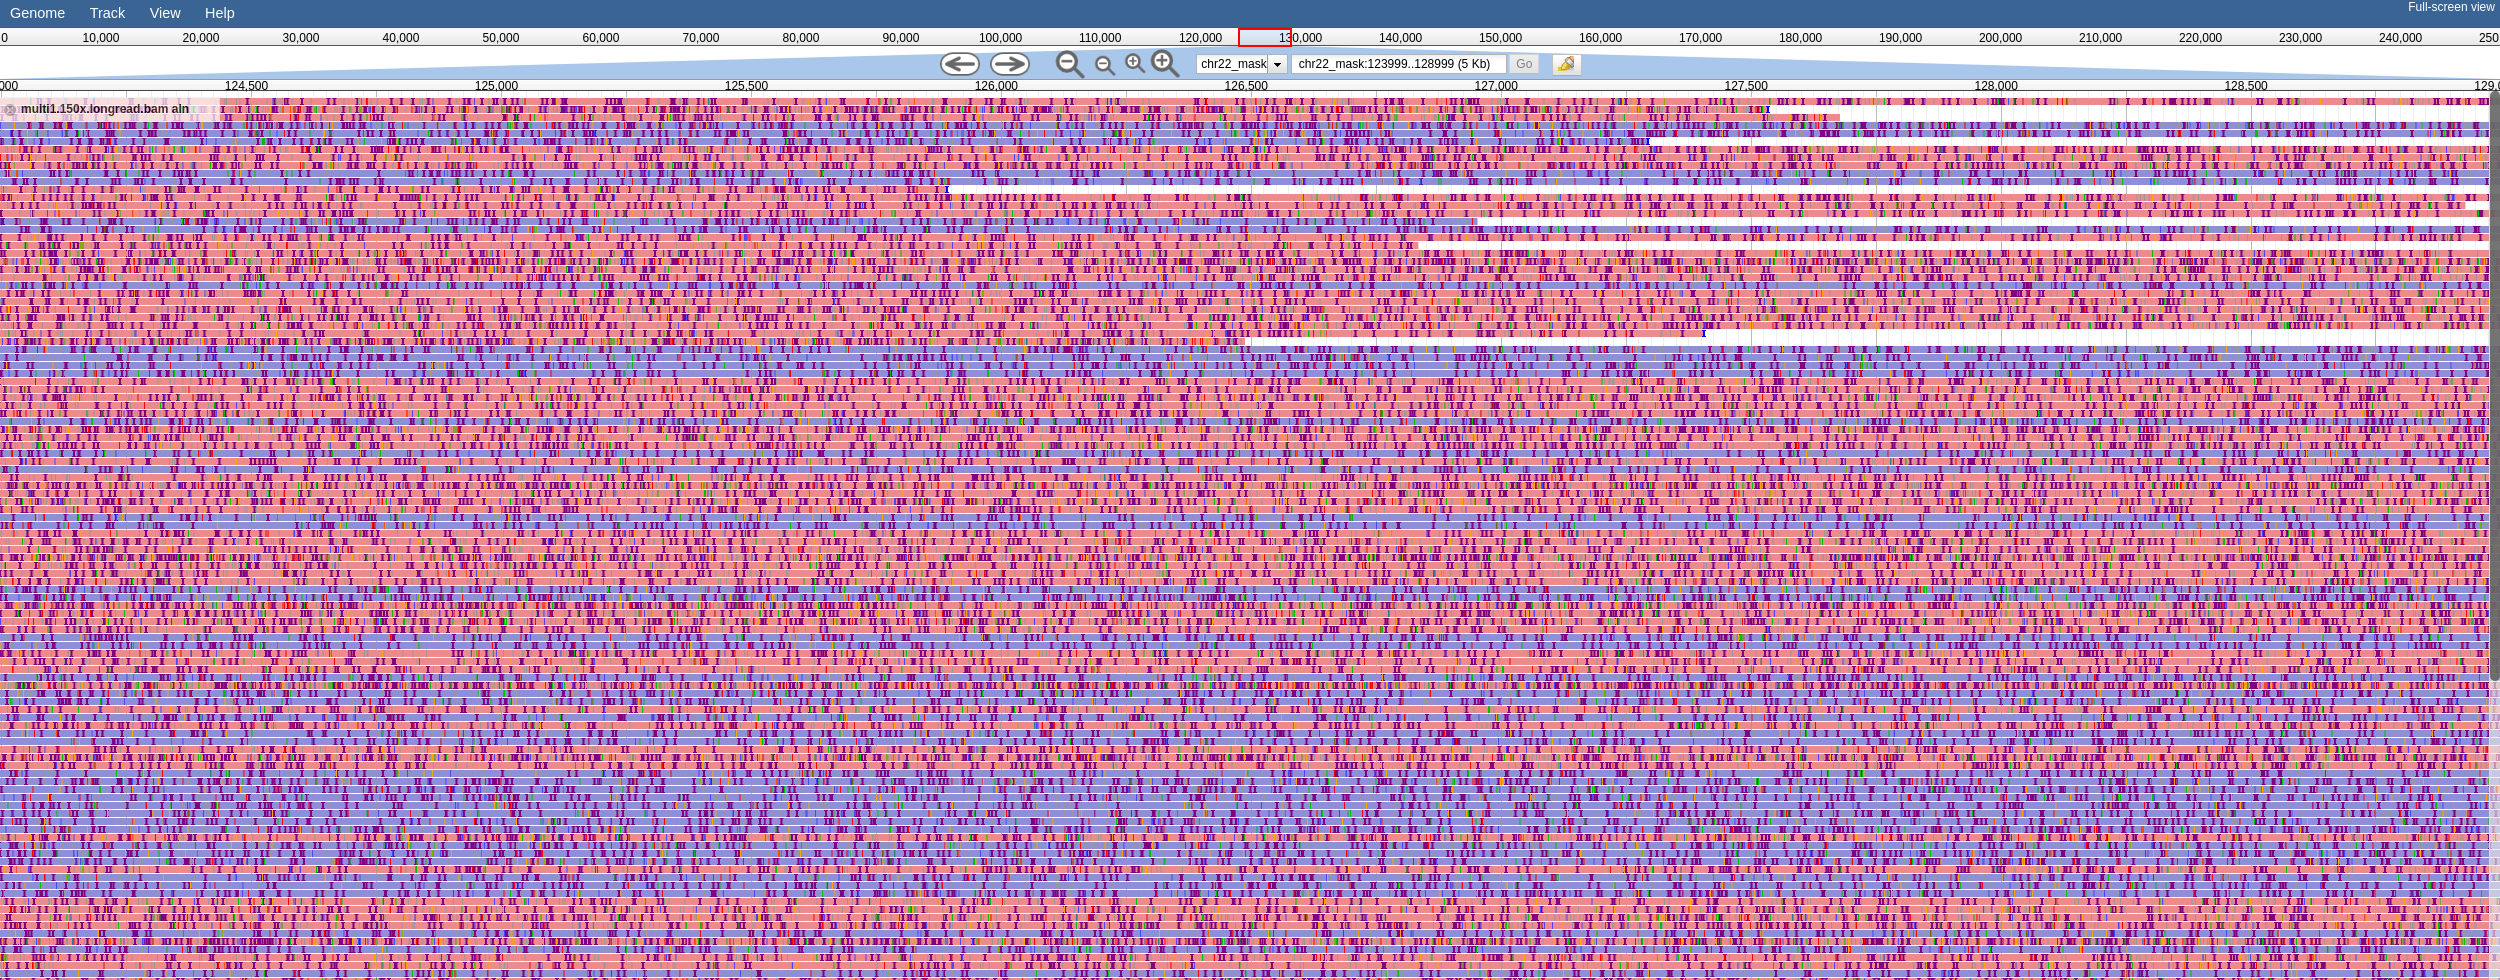 Genome Track View Help Full-screen view
0 10,000 20,000 30,000 40,000 50,000 60,000 70,000 80,000 90,000 100,000 110,000 120,000 130,000 140,000 150,000 160,000 170,000 180,000 190,000 200,000 210,000 220,000 230,000 240,000 250
chr22_mask chr22_mask:123999..128999 (5 Kb) Go
000 124,500 125,000 125,500 126,000 126,500 127,000 127,500 128,000 128,500 129,0
multi1.150x.longread.bam aln